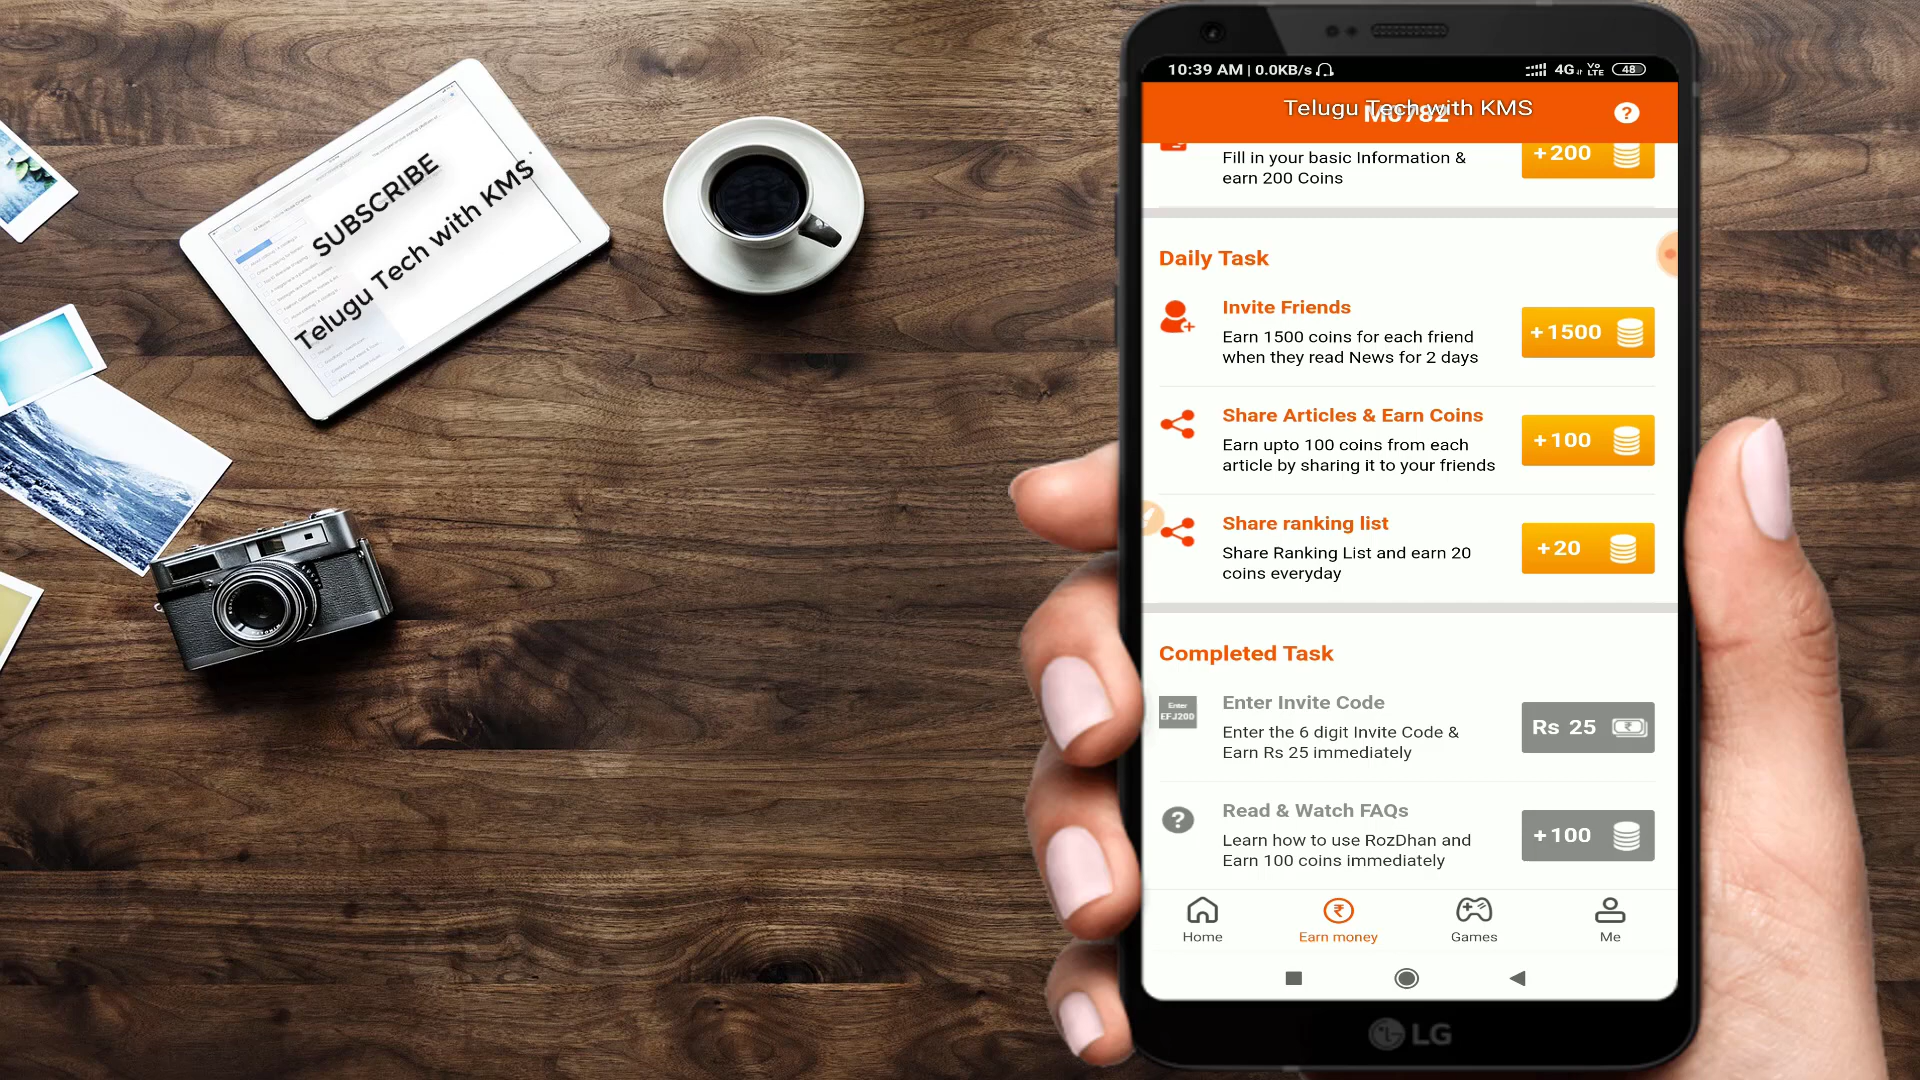 SUBSCRIBE
Telugu Tech with KMS
10:39 AM | 0.0KB/s
4G
Vo
LTE
48
Telugu Tech with KMS
M0782
?
Fill in your basic Information &
earn 200 Coins
+200
Daily Task
Invite Friends
Earn 1500 coins for each friend
when they read News for 2 days
+1500
Share Articles & Earn Coins
Earn upto 100 coins from each
article by sharing it to your friends
+100
Share ranking list
Share Ranking List and earn 20
coins everyday
+20
Completed Task
Enter
EFJ200
Enter Invite Code
Enter the 6 digit Invite Code &
Earn Rs 25 immediately
Rs 25
?
Read & Watch FAQs
Learn how to use RozDhan and
Earn 100 coins immediately
+100
Home
Earn money
Games
Me
LG